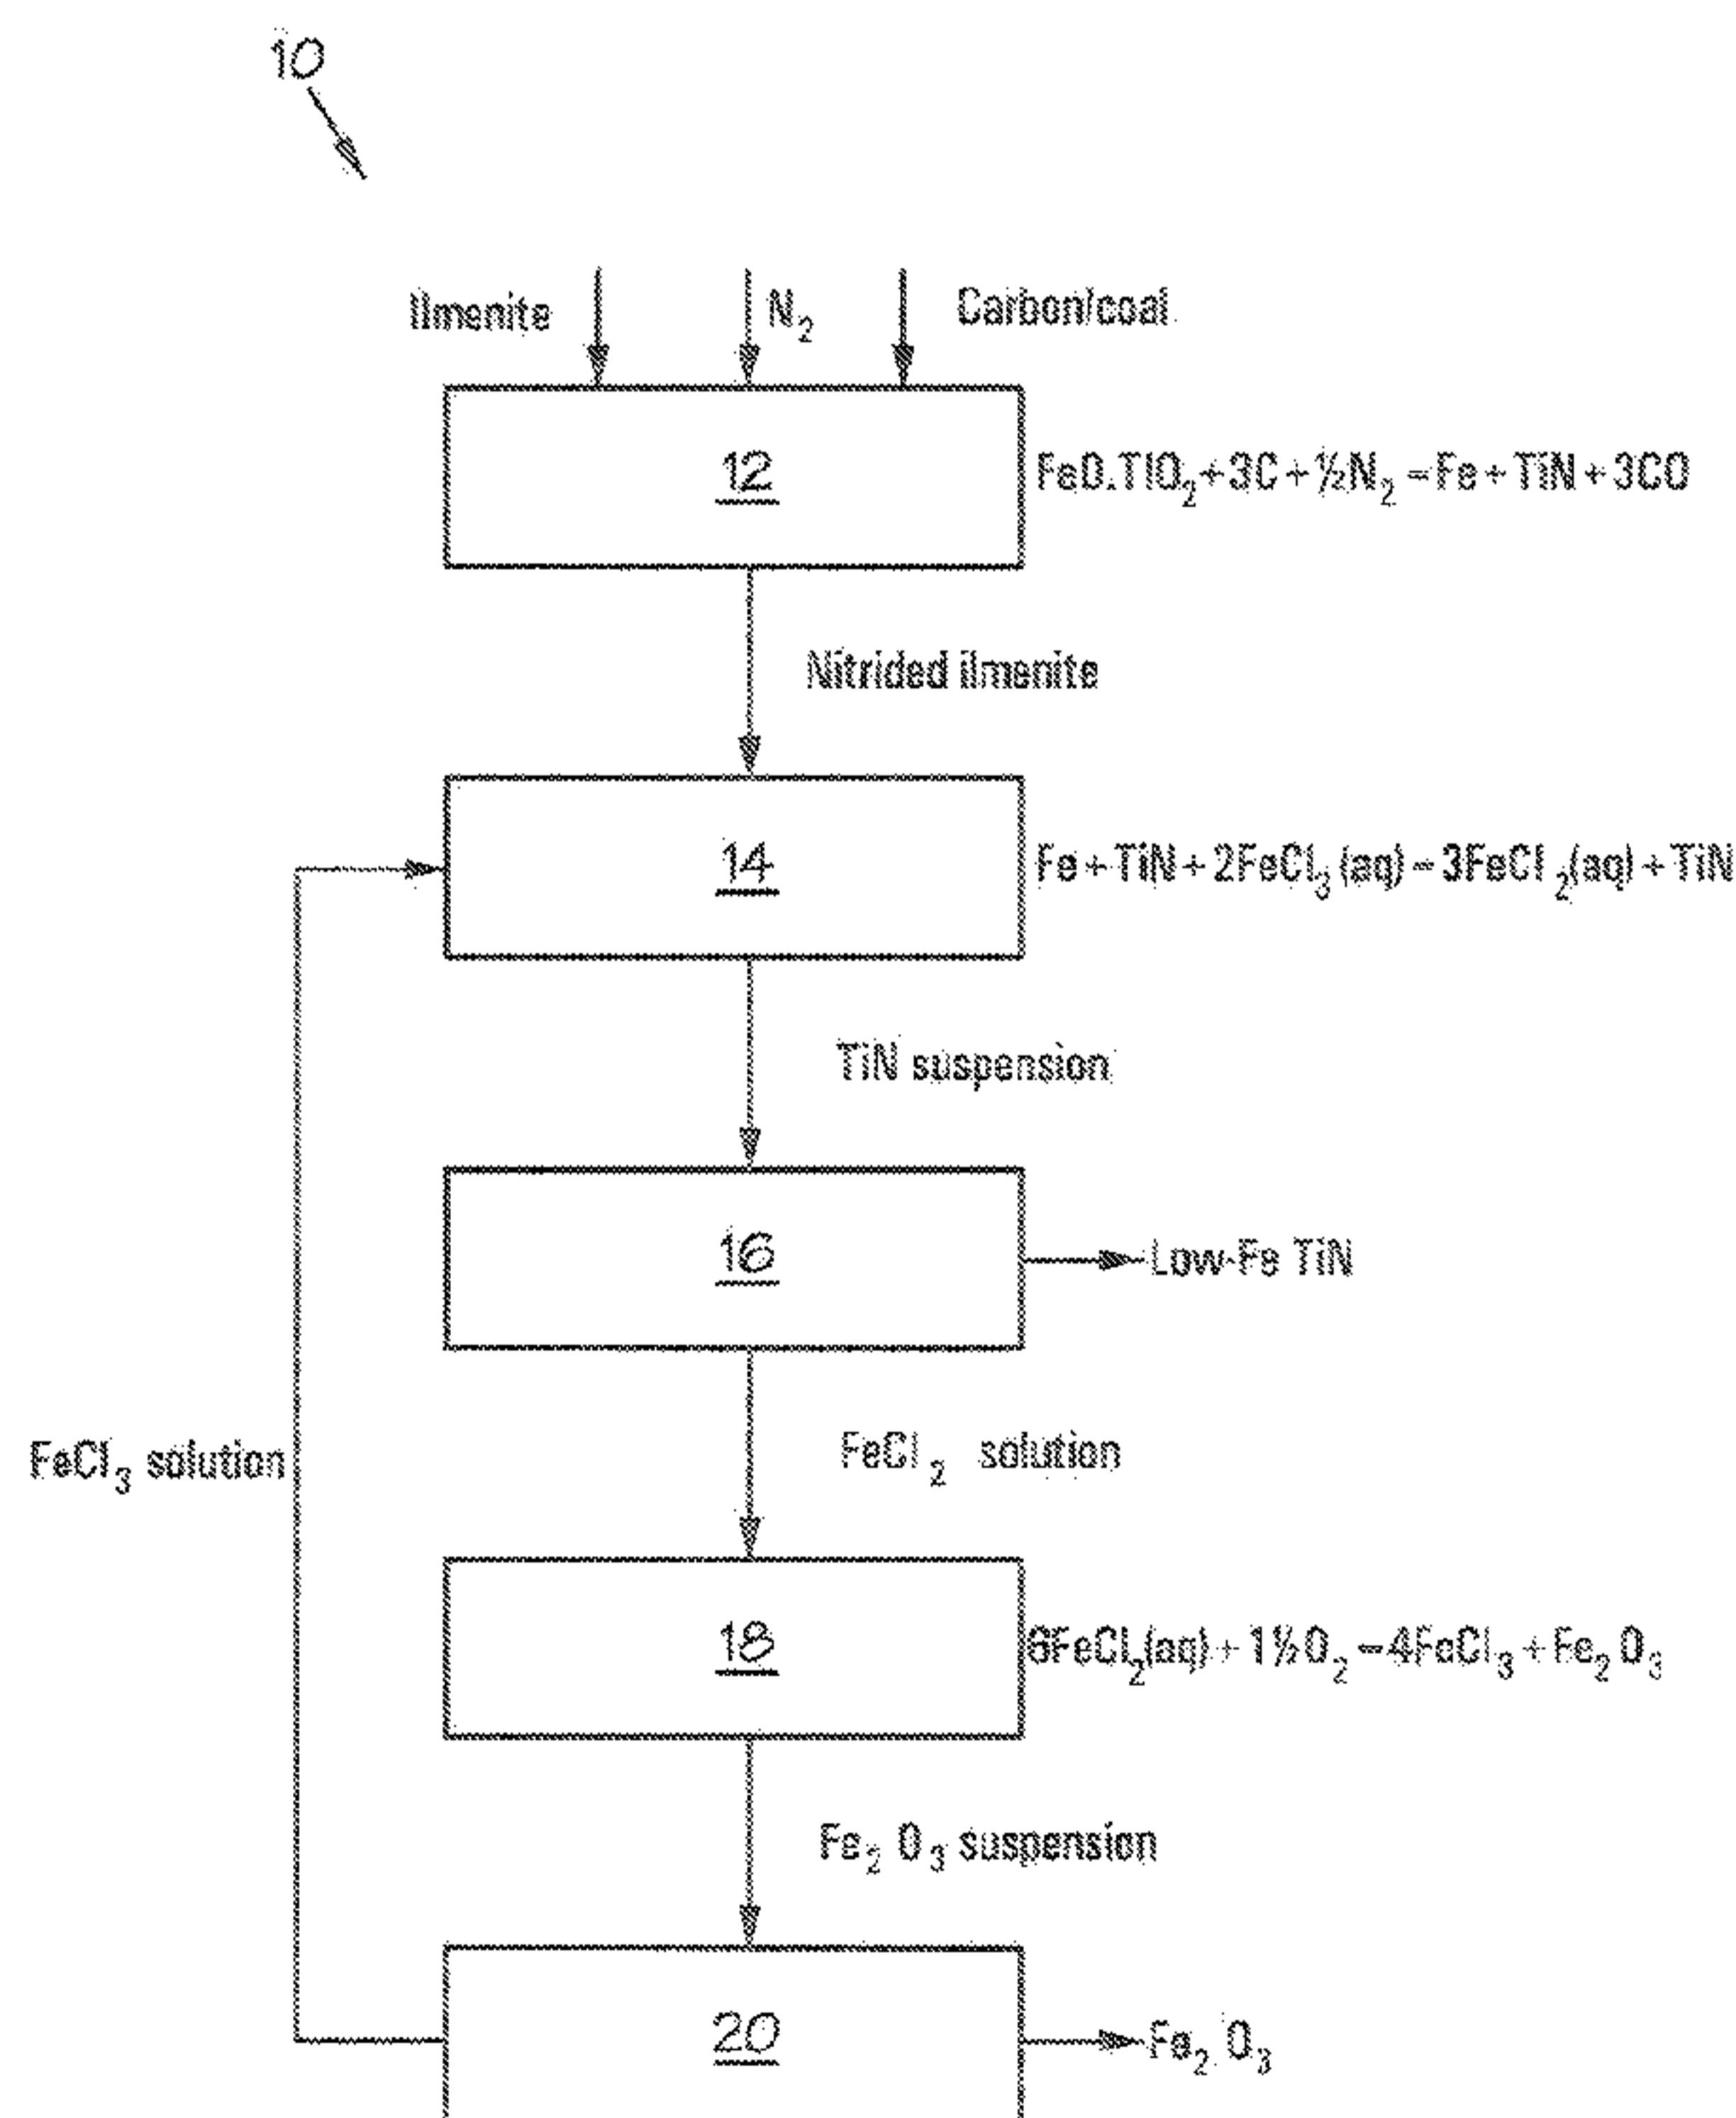 10
Ilmenite
N₂
Carbon/coal
12
FeO.TiO₂+3C+½N₂=Fe+TiN+3CO
Nitrided ilmenite
14
Fe+TiN+2FeCl₃(aq)=3FeCl₂(aq)+TiN
TiN suspension
16
Low-Fe TiN
FeCl₂ solution
FeCl₃ solution
18
6FeCl₂(aq)+1½O₂=4FeCl₃+Fe₂O₃
Fe₂O₃ suspension
20
Fe₂O₃